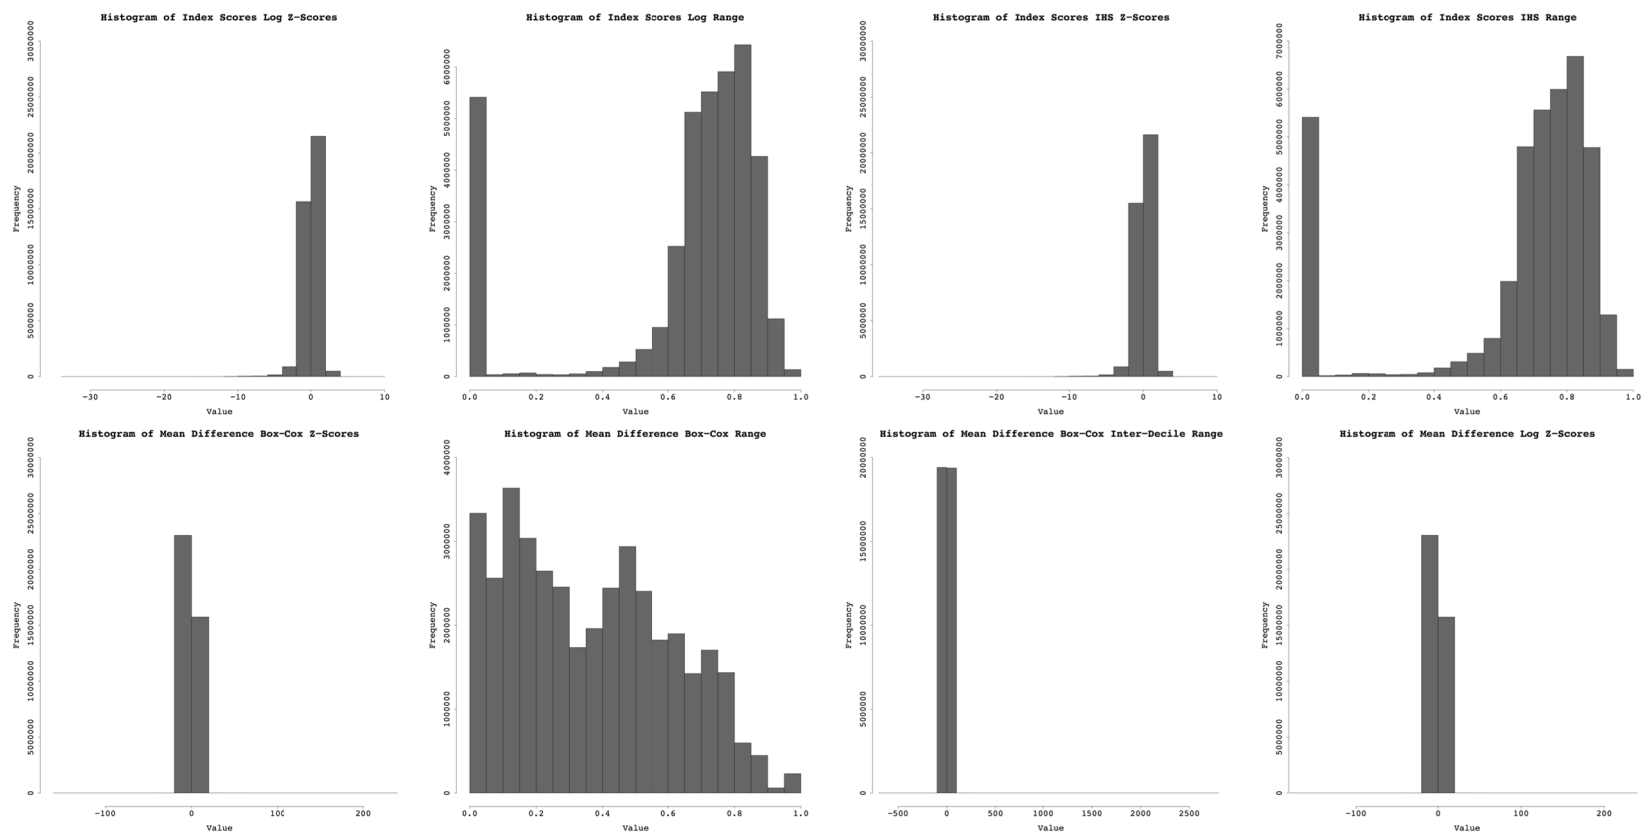 Histogram of Index Scores Log Z-Scores
Frequency
30000000
25000000
20000000
15000000
10000000
5000000
0
-30 -20 -10 0 10
Value
Histogram of Index Scores Log Range
Frequency
6000000
5000000
4000000
3000000
2000000
1000000
0
0.0 0.2 0.4 0.6 0.8 1.0
Value
Histogram of Index Scores IHS Z-Scores
Frequency
30000000
25000000
20000000
15000000
10000000
5000000
0
-30 -20 -10 0 10
Value
Histogram of Index Scores IHS Range
Frequency
7000000
6000000
5000000
4000000
3000000
2000000
1000000
0
0.0 0.2 0.4 0.6 0.8 1.0
Value
Histogram of Mean Difference Box-Cox Z-Scores
Frequency
30000000
25000000
20000000
15000000
10000000
5000000
0
-100 0 100 200
Value
Histogram of Mean Difference Box-Cox Range
Frequency
4000000
3000000
2000000
1000000
0
0.0 0.2 0.4 0.6 0.8 1.0
Value
Histogram of Mean Difference Box-Cox Inter-Decile Range
Frequency
20000000
15000000
10000000
5000000
0
-500 0 500 1000 1500 2000 2500
Value
Histogram of Mean Difference Log Z-Scores
Frequency
30000000
25000000
20000000
15000000
10000000
5000000
0
-100 0 100 200
Value